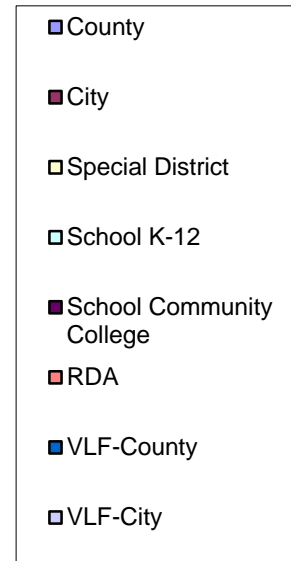 County
City
Special District
School K-12
School Community
College
RDA
VLF-County
VLF-City